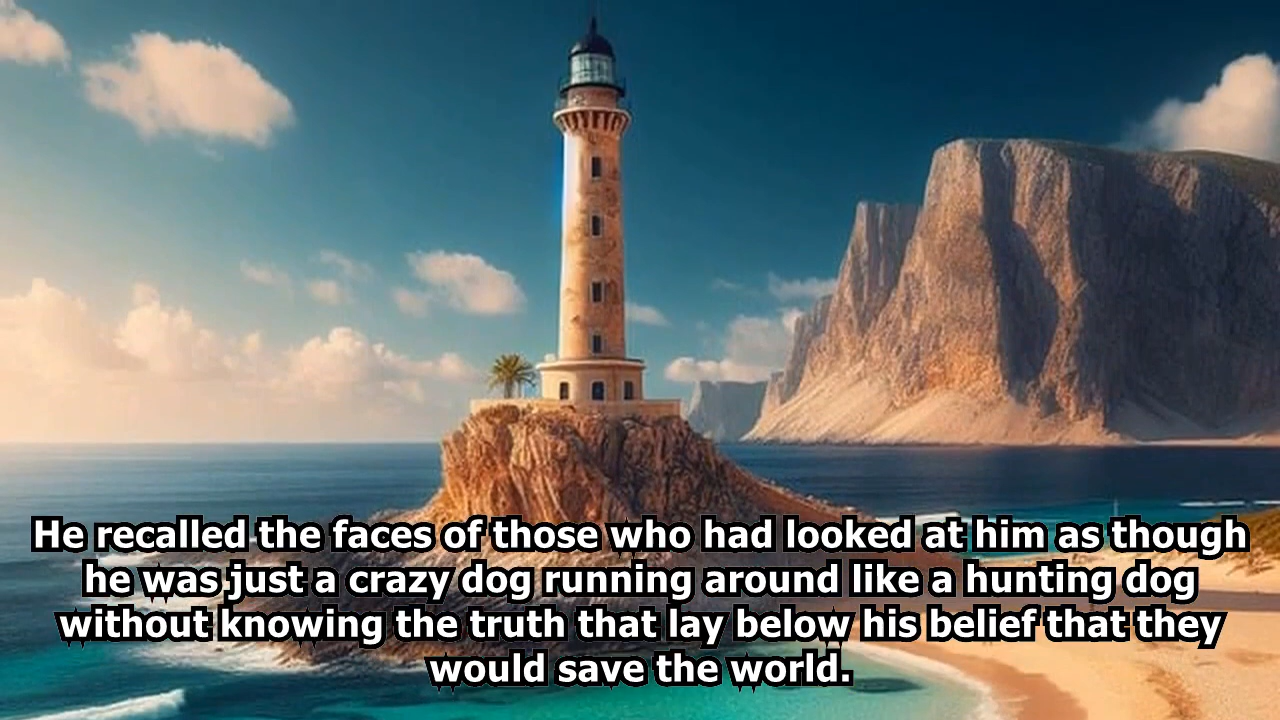 He recalled the faces of those who had looked at him as though
he was just a crazy dog running around like a hunting dog
without knowing the truth that lay below his belief that they
would save the world.